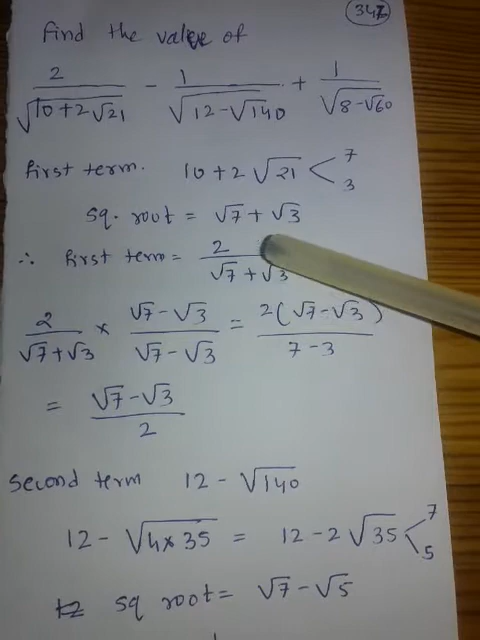 347
Find the value of
2/√(10+2√21) - 1/√(12-√140) + 1/√(8-√60)
First term. 10+2√21 < 7 3
Sq. root = √7+√3
∴ First term = 2/(√7+√3)
2/(√7+√3) × (√7-√3)/(√7-√3) = 2(√7-√3)/(7-3)
= (√7-√3)/2
Second term 12-√140
12-√(4×35) = 12-2√35 < 7 5
sq root = √7-√5